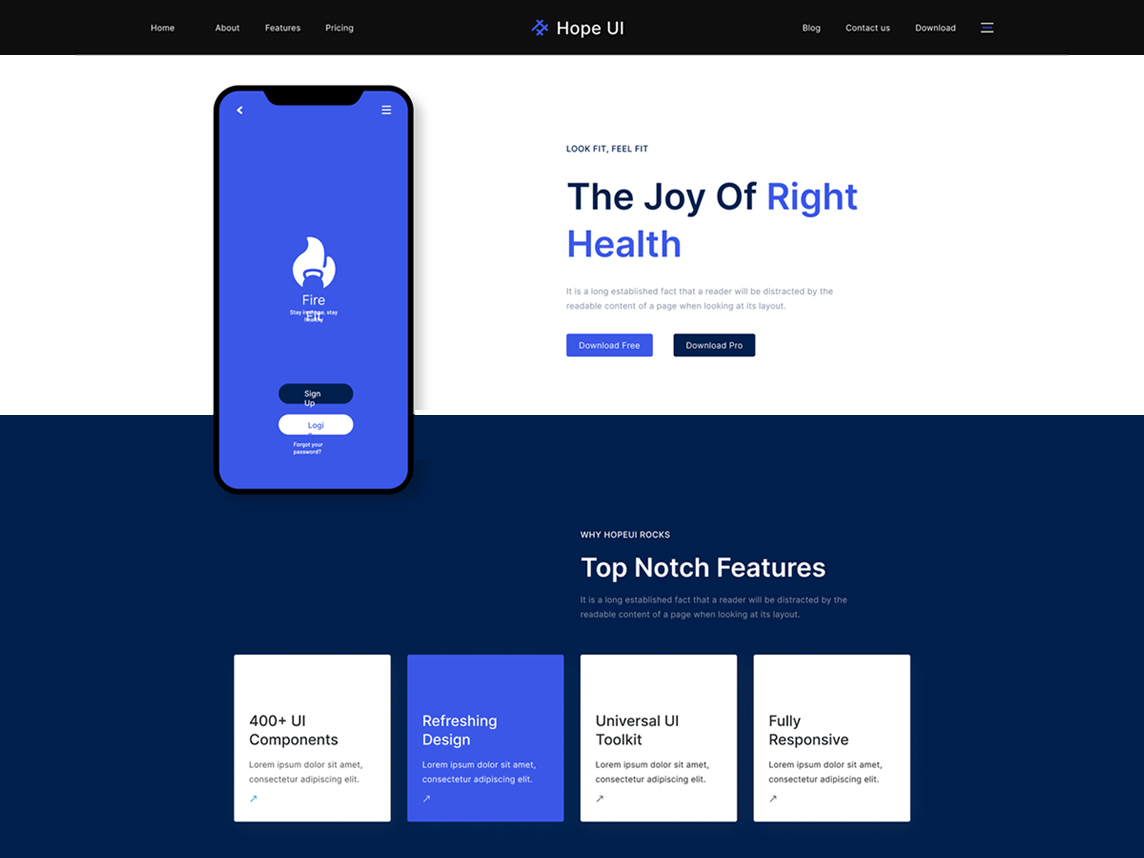 Home About Features Pricing Hope UI Blog Contact us Download
LOOK FIT, FEEL FIT
The Joy Of Right
Health
It is a long established fact that a reader will be distracted by the
readable content of a page when looking at its layout.
Download Free Download Pro
Fire
Fit
Stay in shape, stay
healthy
Sign
Up
Logi
Forgot your
password?
WHY HOPEUI ROCKS
Top Notch Features
It is a long established fact that a reader will be distracted by the
readable content of a page when looking at its layout.
400+ UI
Components
Lorem ipsum dolor sit amet,
consectetur adipiscing elit.
Refreshing
Design
Lorem ipsum dolor sit amet,
consectetur adipiscing elit.
Universal UI
Toolkit
Lorem ipsum dolor sit amet,
consectetur adipiscing elit.
Fully
Responsive
Lorem ipsum dolor sit amet,
consectetur adipiscing elit.